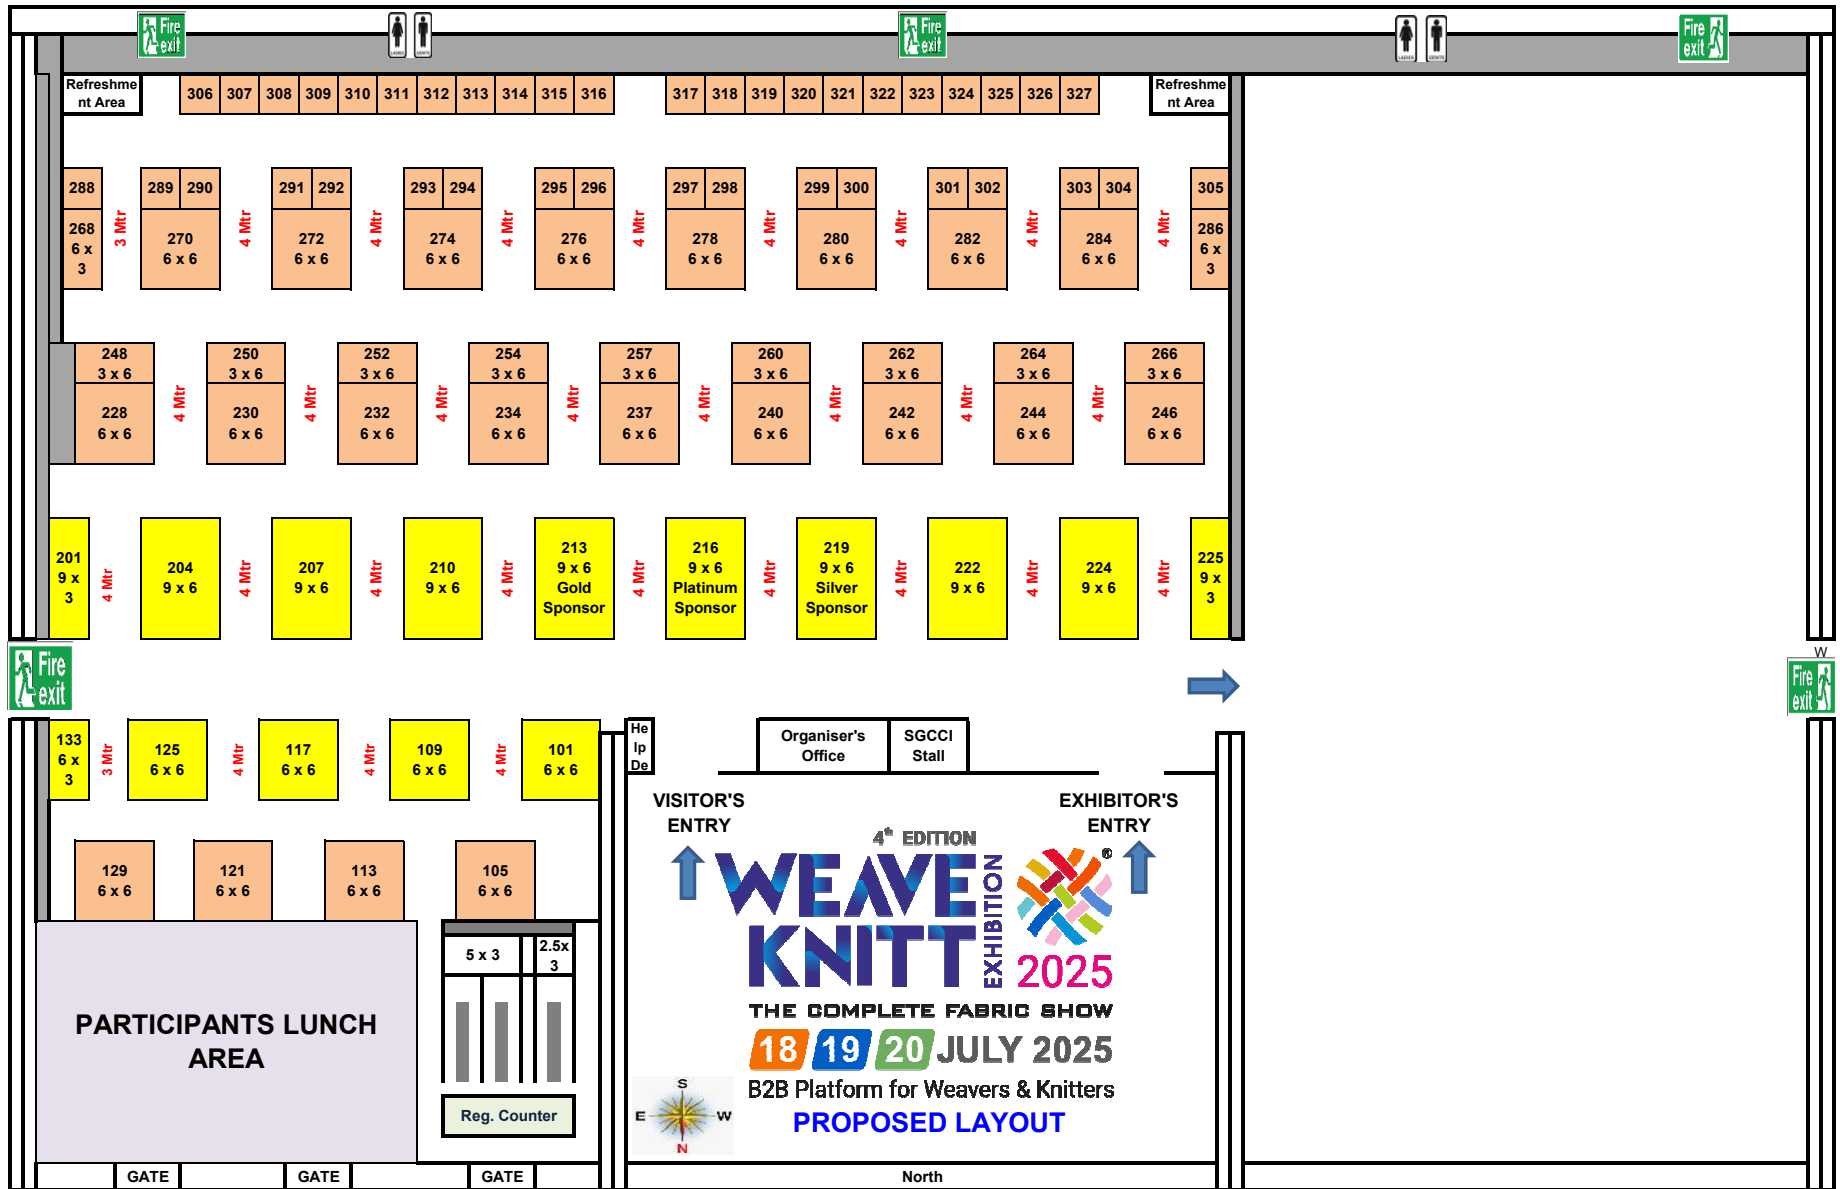 Fire
exit
LADIES
GENTS
Fire
exit
LADIES
GENTS
Fire
exit
Refreshme
nt Area
306 307 308 309 310 311 312 313 314 315 316
317 318 319 320 321 322 323 324 325 326 327
Refreshme
nt Area
288
289 290
291 292
293 294
295 296
297 298
299 300
301 302
303 304
305
268
6 x
3
3 Mtr
270
6 x 6
4 Mtr
272
6 x 6
4 Mtr
274
6 x 6
4 Mtr
276
6 x 6
4 Mtr
278
6 x 6
4 Mtr
280
6 x 6
4 Mtr
282
6 x 6
4 Mtr
284
6 x 6
4 Mtr
286
6 x
3
248
3 x 6
250
3 x 6
252
3 x 6
254
3 x 6
257
3 x 6
260
3 x 6
262
3 x 6
264
3 x 6
266
3 x 6
228
6 x 6
4 Mtr
230
6 x 6
4 Mtr
232
6 x 6
4 Mtr
234
6 x 6
4 Mtr
237
6 x 6
4 Mtr
240
6 x 6
4 Mtr
242
6 x 6
4 Mtr
244
6 x 6
4 Mtr
246
6 x 6
201
9 x
3
4 Mtr
204
9 x 6
4 Mtr
207
9 x 6
4 Mtr
210
9 x 6
4 Mtr
213
9 x 6
Gold
Sponsor
4 Mtr
216
9 x 6
Platinum
Sponsor
4 Mtr
219
9 x 6
Silver
Sponsor
4 Mtr
222
9 x 6
4 Mtr
224
9 x 6
4 Mtr
225
9 x
3
Fire
exit
W
Fire
exit
133
6 x
3
3 Mtr
125
6 x 6
4 Mtr
117
6 x 6
4 Mtr
109
6 x 6
4 Mtr
101
6 x 6
He
lp
De
Organiser's
Office
SGCCI
Stall
VISITOR'S
ENTRY
EXHIBITOR'S
ENTRY
129
6 x 6
121
6 x 6
113
6 x 6
105
6 x 6
4th EDITION
WEAVE
KNITT
EXHIBITION
®
2025
THE COMPLETE FABRIC SHOW
18 19 20 JULY 2025
B2B Platform for Weavers & Knitters
PROPOSED LAYOUT
5 x 3
2.5x
3
PARTICIPANTS LUNCH
AREA
Reg. Counter
S
E
W
N
GATE
GATE
GATE
North